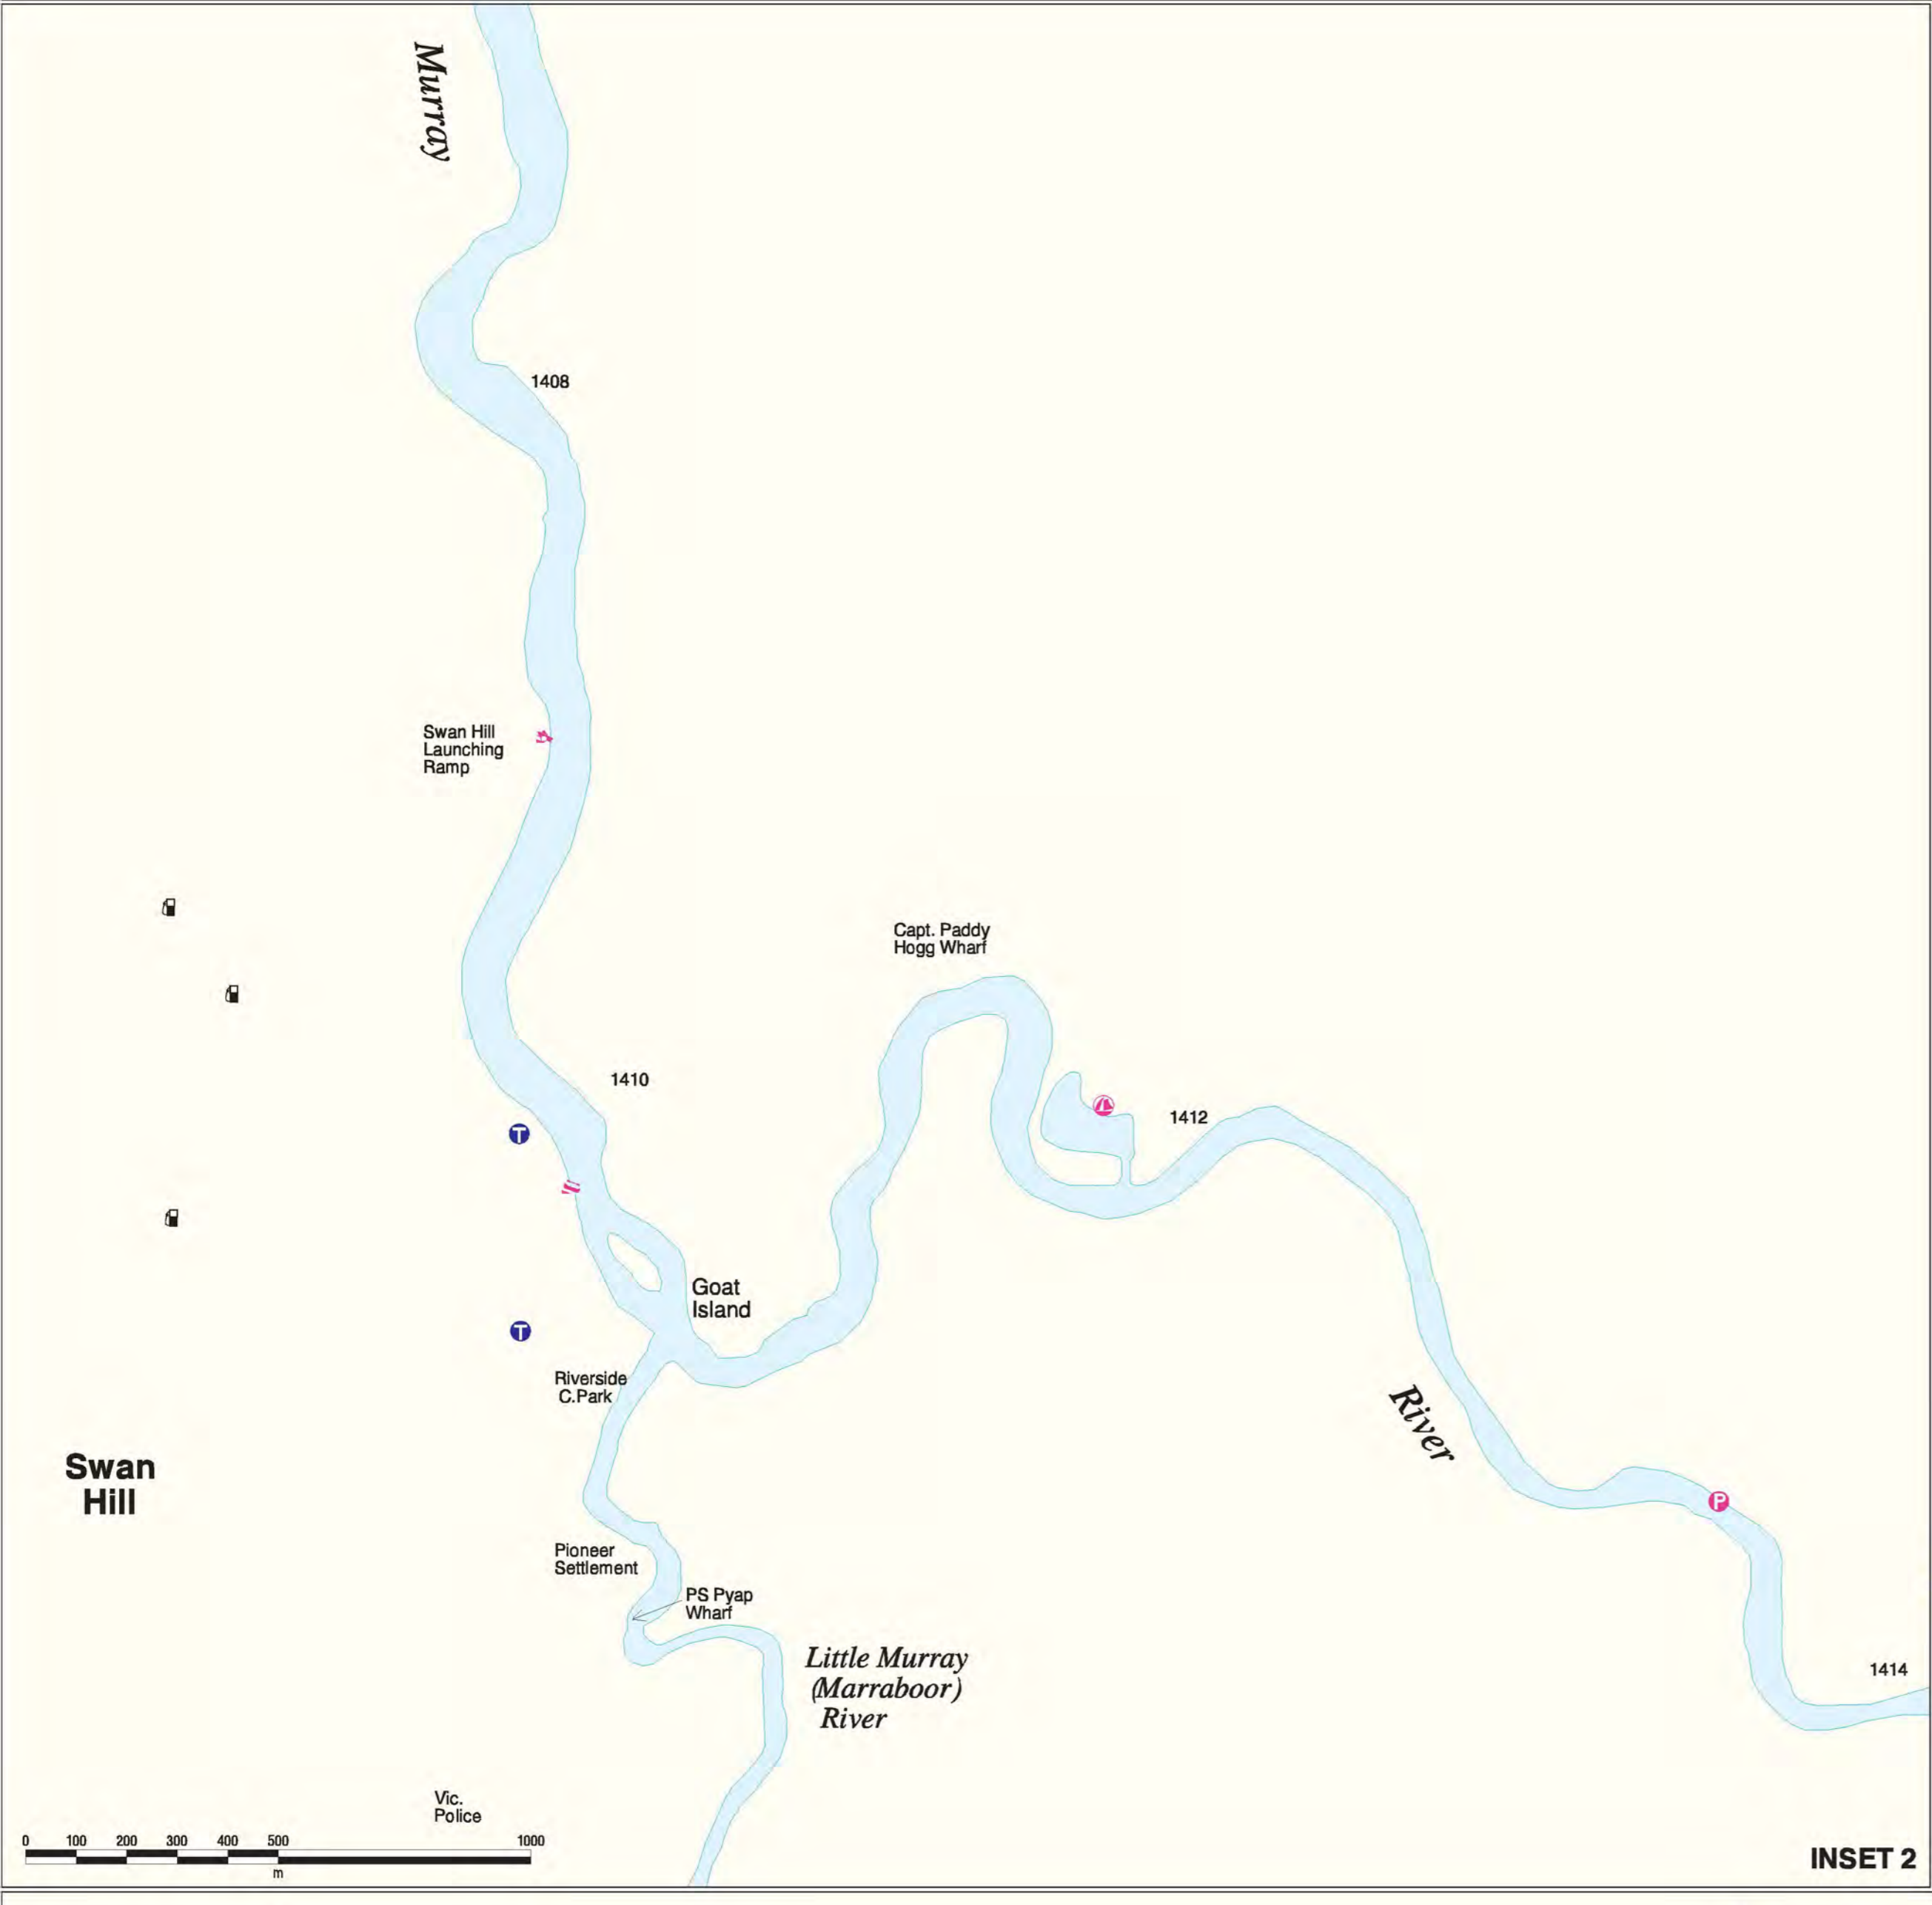 Murray
1408
Swan Hill
Launching
Ramp
Capt. Paddy
Hogg Wharf
1410
1412
T
Goat
Island
T
Riverside
C.Park
River
Swan
Hill
P
Pioneer
Settlement
PS Pyap
Wharf
Little Murray
(Marraboor)
River
1414
Vic.
Police
0 100 200 300 400 500 1000
m
INSET 2